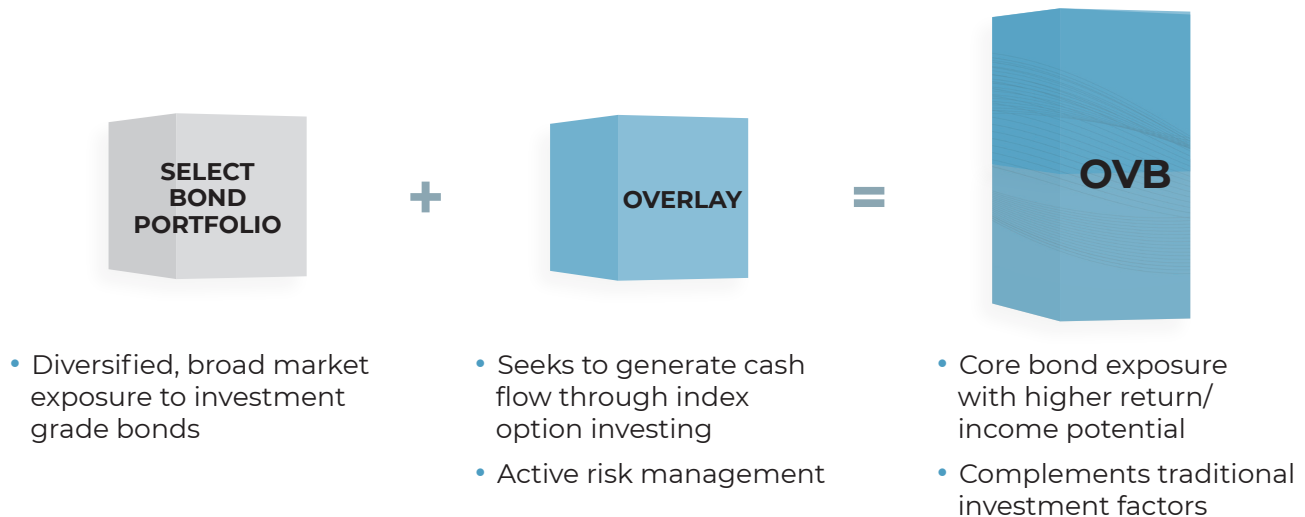 SELECT
BOND
PORTFOLIO
+
OVERLAY
=
OVB
• Diversified, broad market
exposure to investment
grade bonds
• Seeks to generate cash
flow through index
option investing
• Active risk management
• Core bond exposure
with higher return/
income potential
• Complements traditional
investment factors